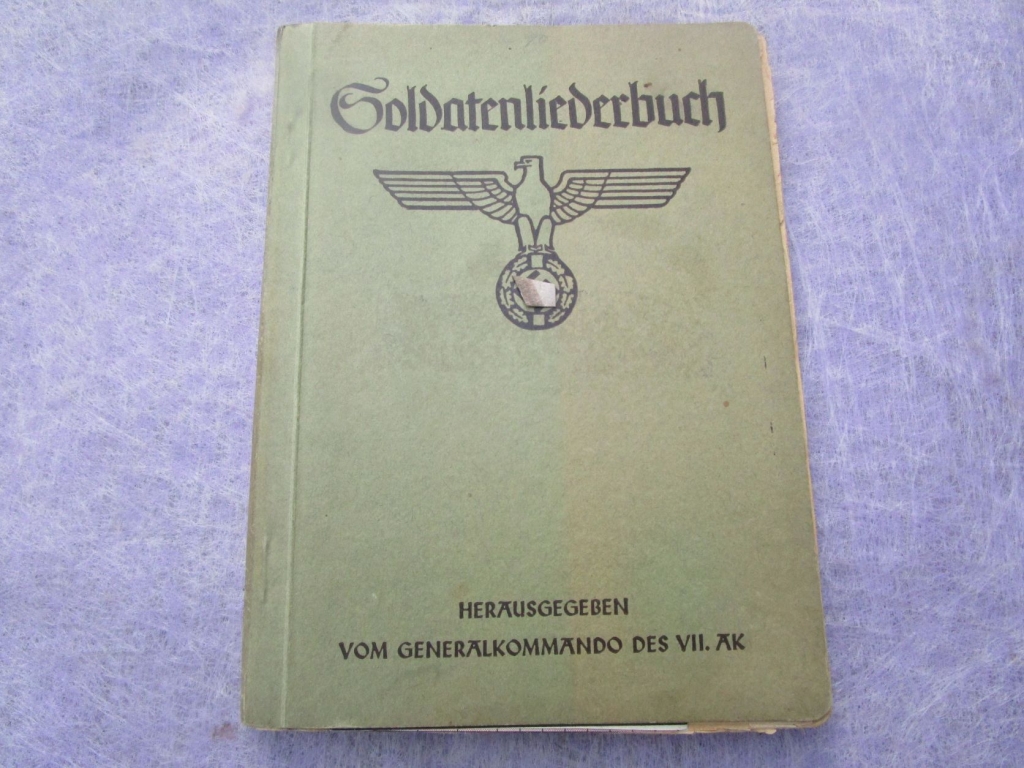 Soldatenliederbuch
HERAUSGEGEBEN
VOM GENERALKOMMANDO DES VII. AK